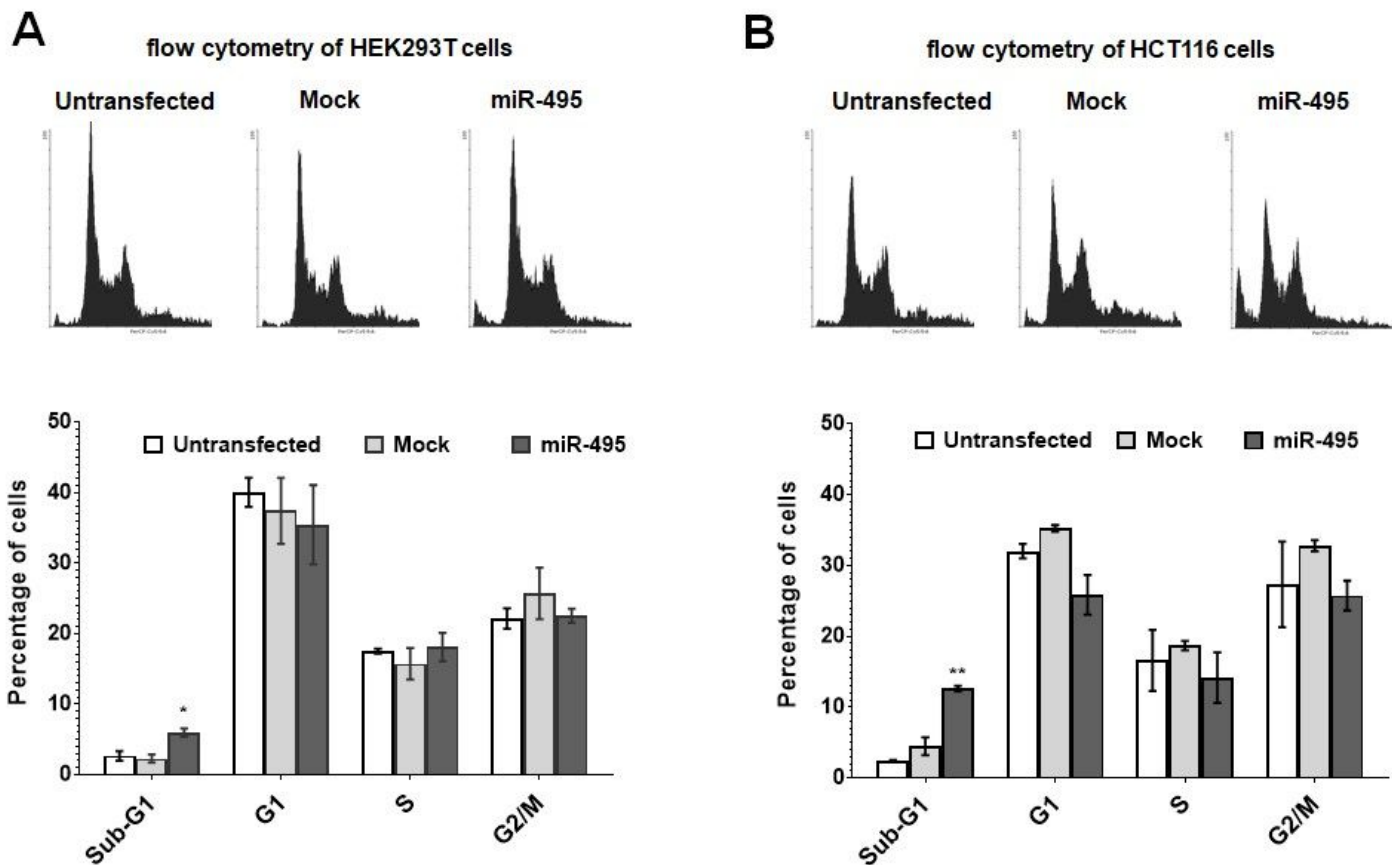 A
flow cytometry of HEK293T cells
Untransfected Mock miR-495
50
40
30
20
10
0
Percentage of cells
Untransfected Mock miR-495
*
Sub-G1 G1 S G2/M
B
flow cytometry of HCT116 cells
Untransfected Mock miR-495
50
40
30
20
10
0
Percentage of cells
Untransfected Mock miR-495
**
Sub-G1 G1 S G2/M